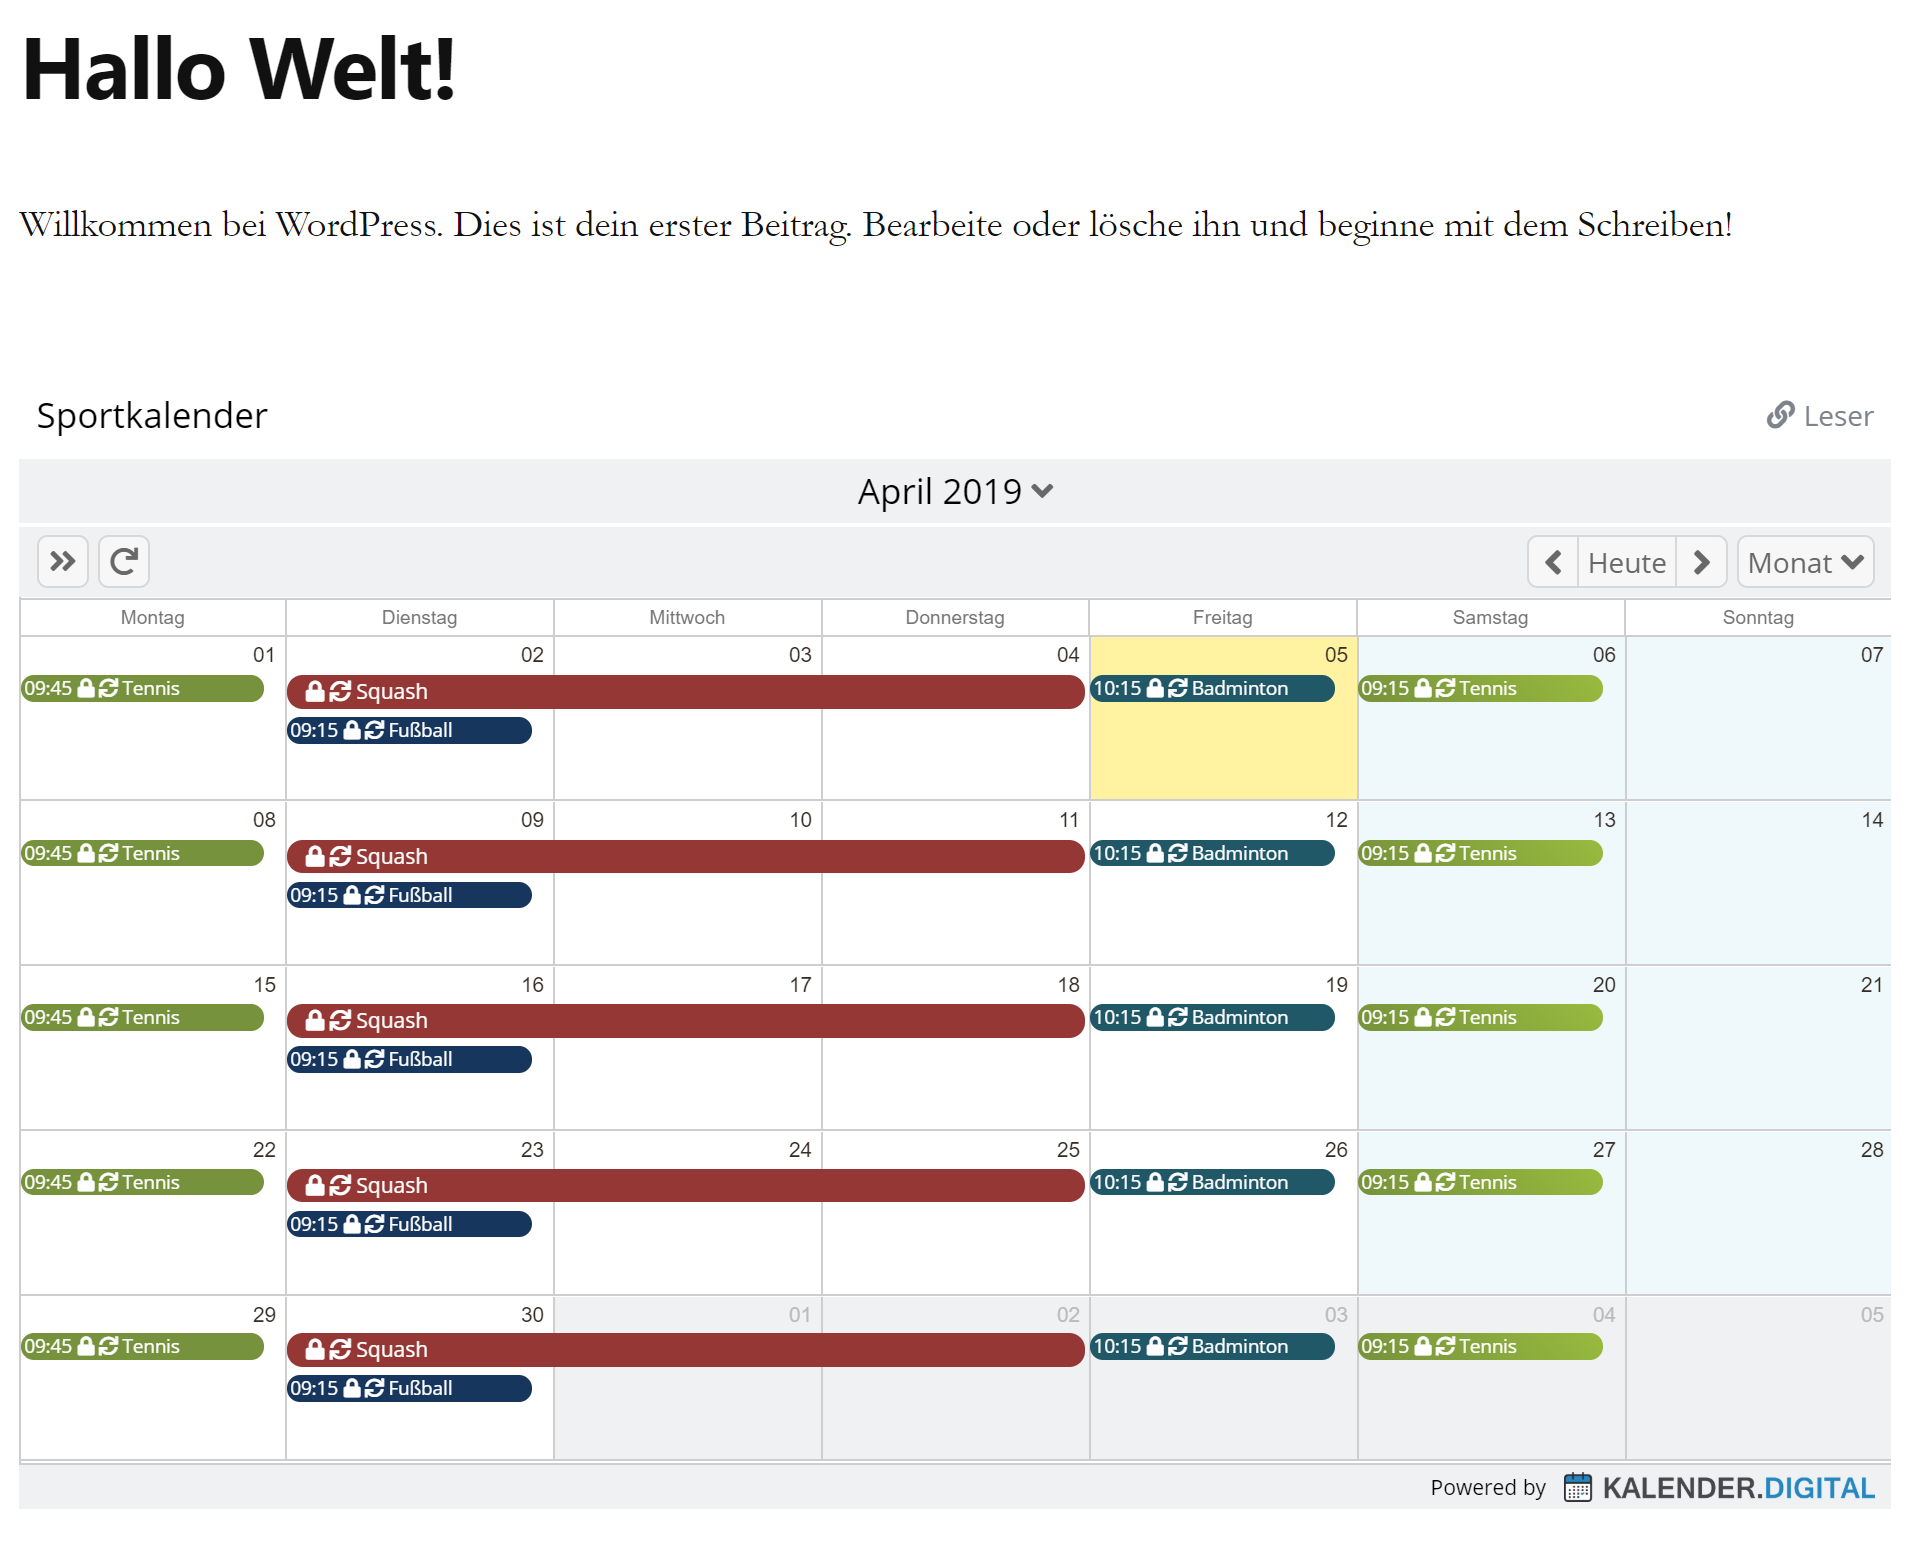 Hallo Welt!
Willkommen bei WordPress. Dies ist dein erster Beitrag. Bearbeite oder lösche ihn und beginne mit dem Schreiben!
Sportkalender Leser
April 2019
Heute Monat
Montag Dienstag Mittwoch Donnerstag Freitag Samstag Sonntag
01 02 03 04 05 06 07
09:45 Tennis Squash 10:15 Badminton 09:15 Tennis
09:15 Fußball
08 09 10 11 12 13 14
09:45 Tennis Squash 10:15 Badminton 09:15 Tennis
09:15 Fußball
15 16 17 18 19 20 21
09:45 Tennis Squash 10:15 Badminton 09:15 Tennis
09:15 Fußball
22 23 24 25 26 27 28
09:45 Tennis Squash 10:15 Badminton 09:15 Tennis
09:15 Fußball
29 30 01 02 03 04 05
09:45 Tennis Squash 10:15 Badminton 09:15 Tennis
09:15 Fußball
Powered by KALENDER.DIGITAL